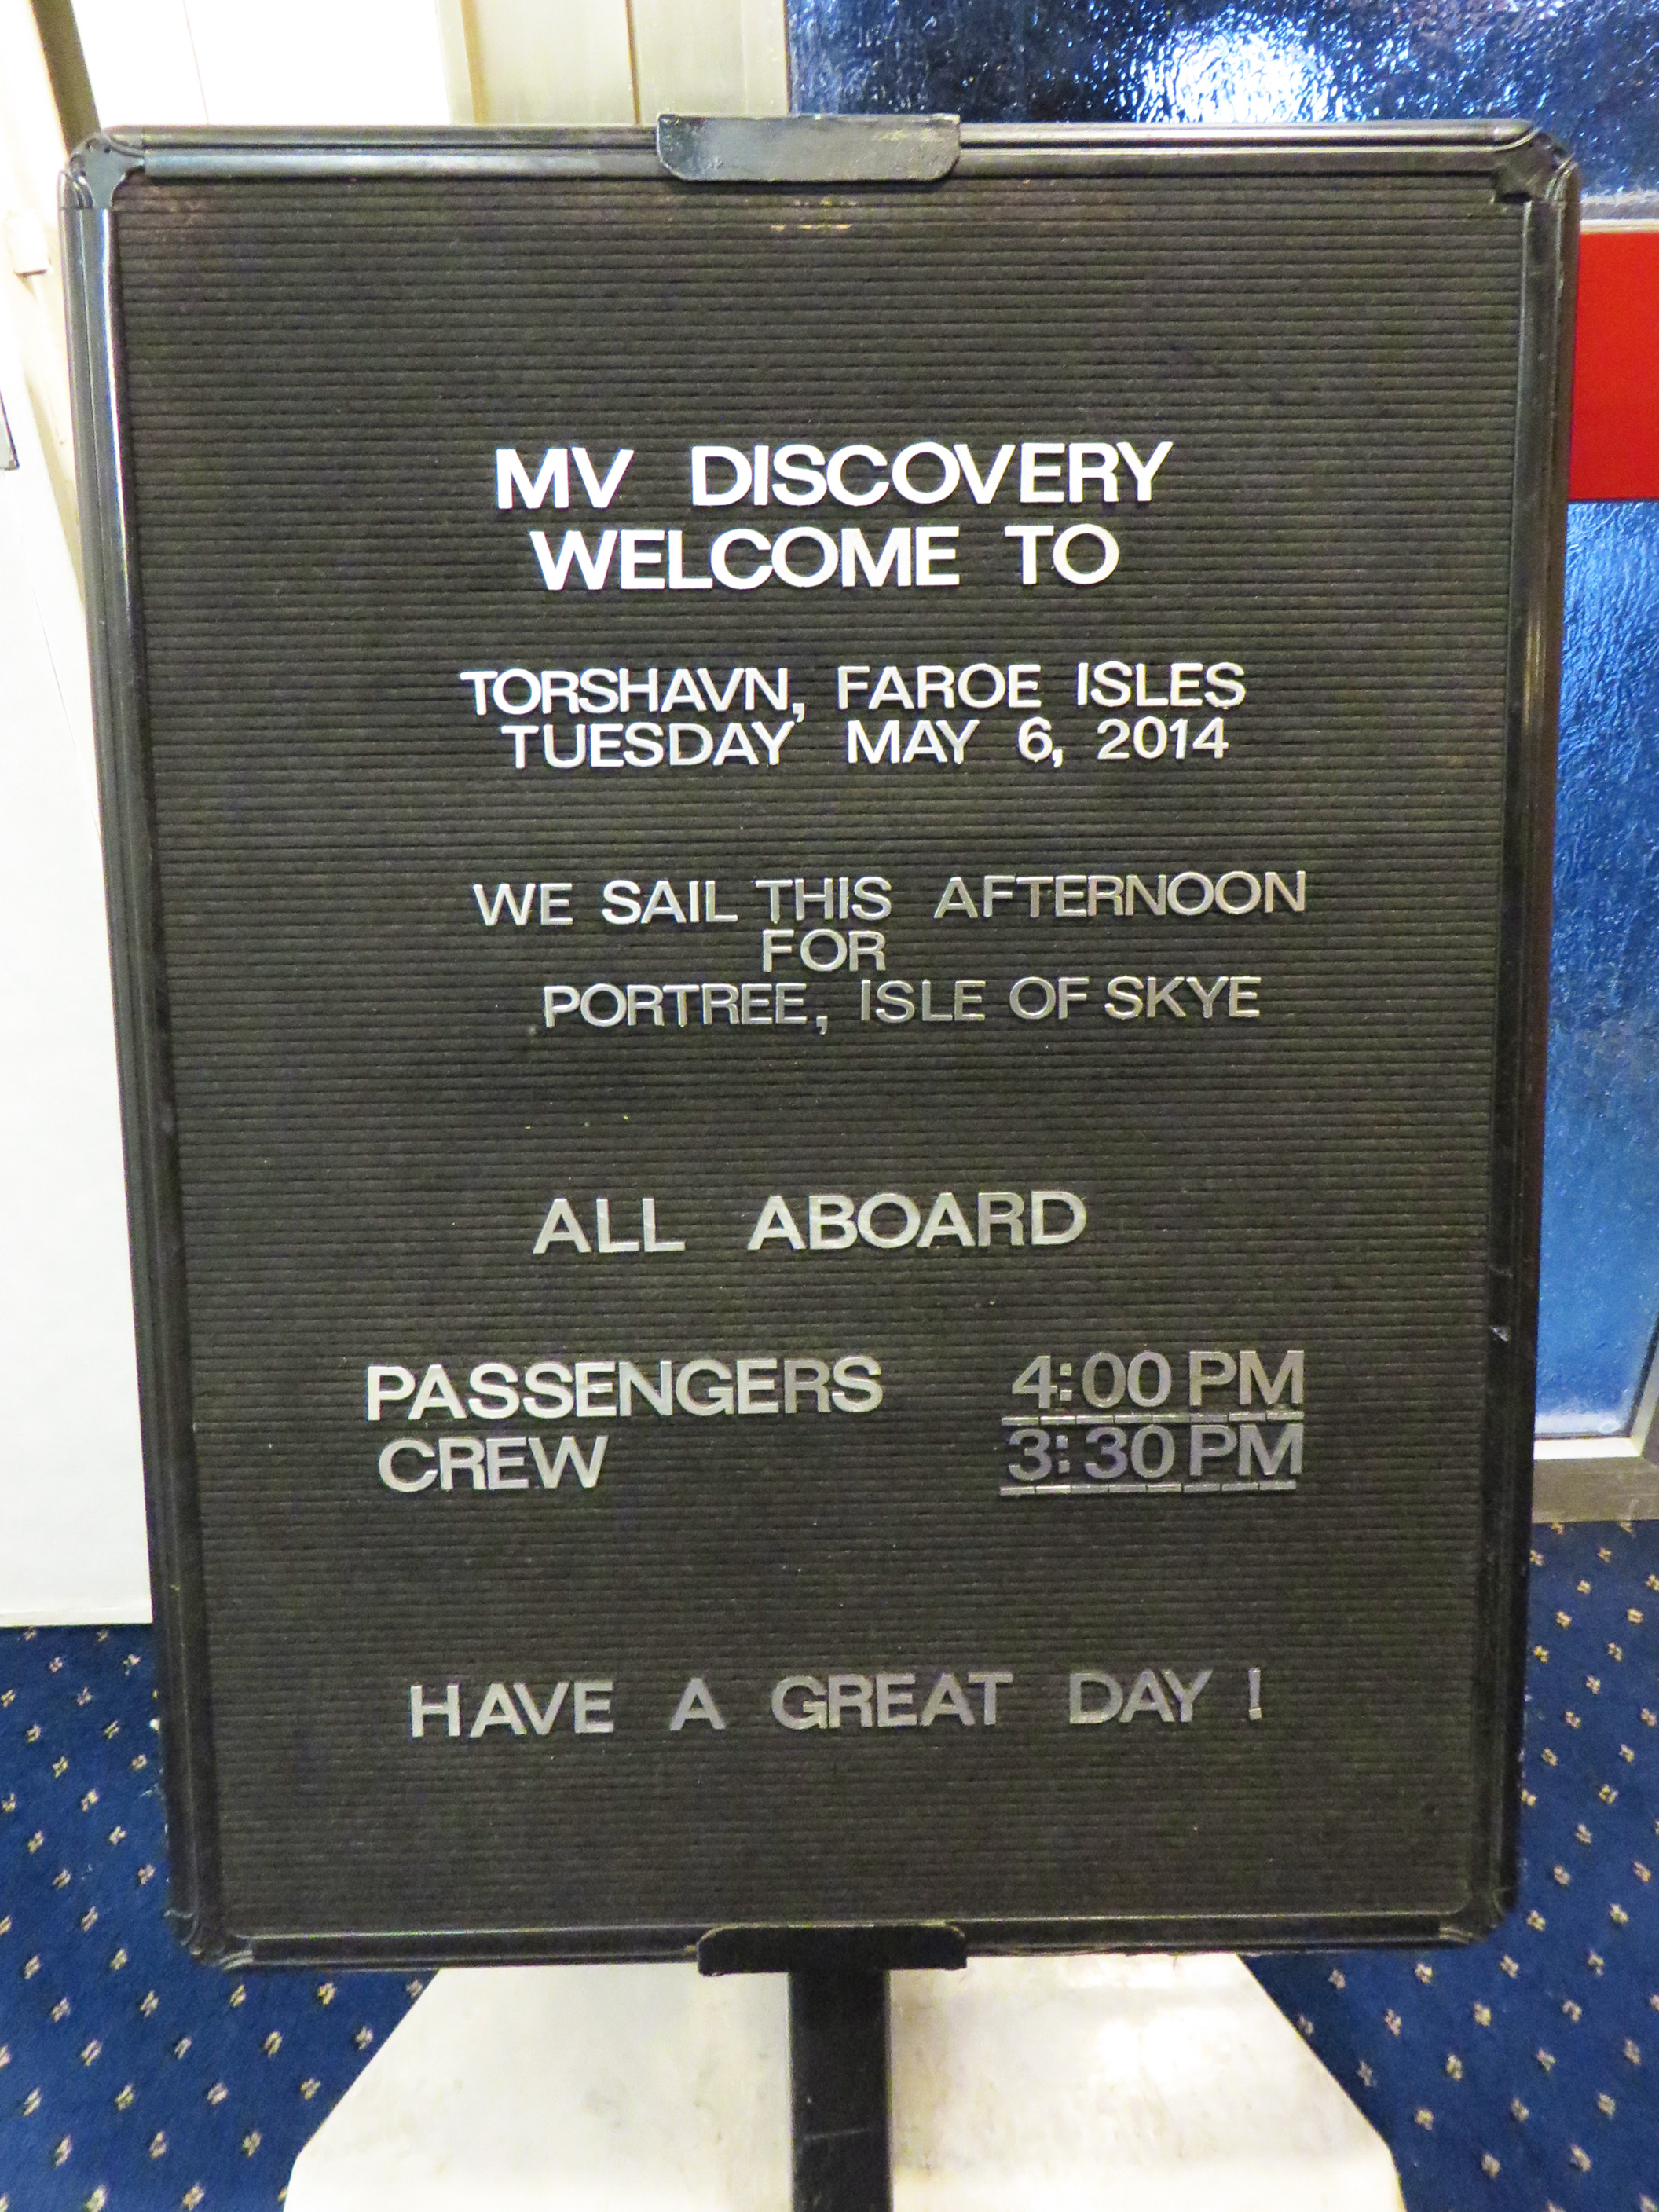 MV DISCOVERY
WELCOME TO
TORSHAVN, FAROE ISLES
TUESDAY MAY 6, 2014
WE SAIL THIS AFTERNOON
FOR
PORTREE, ISLE OF SKYE
ALL ABOARD
PASSENGERS 4:00 PM
CREW 3:30 PM
HAVE A GREAT DAY !